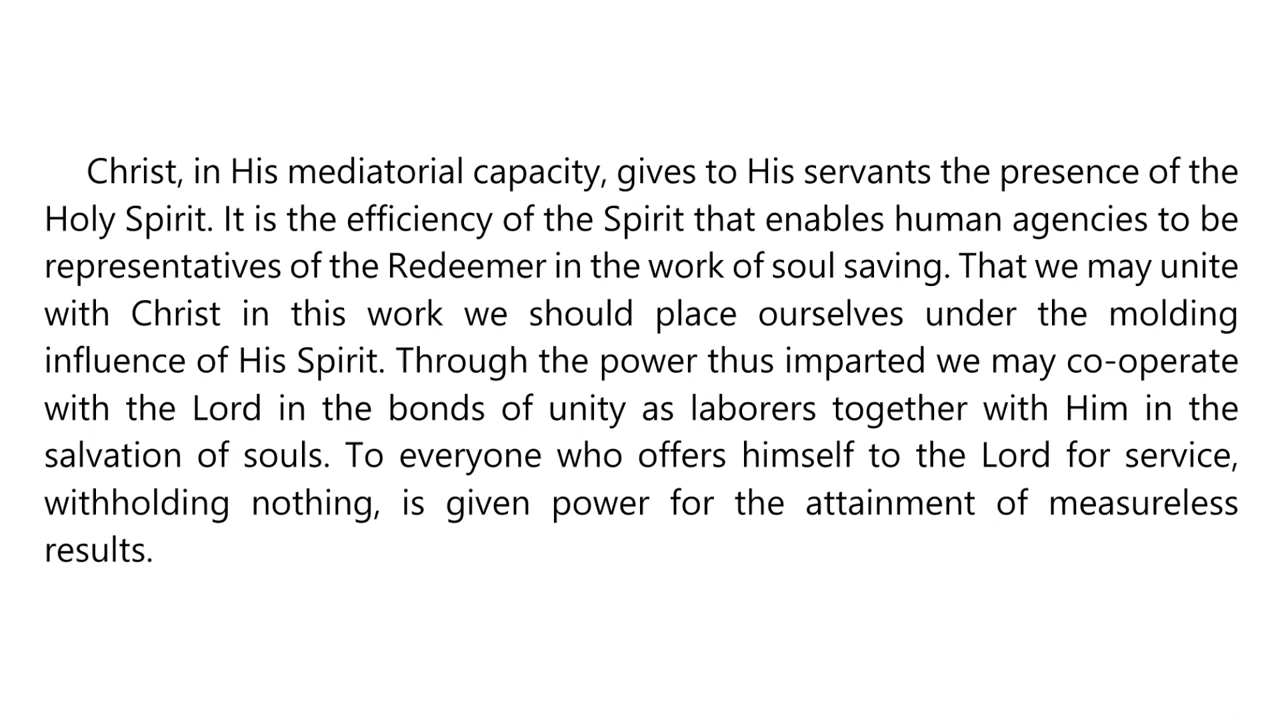 Christ, in His mediatorial capacity, gives to His servants the presence of the
Holy Spirit. It is the efficiency of the Spirit that enables human agencies to be
representatives of the Redeemer in the work of soul saving. That we may unite
with Christ in this work we should place ourselves under the molding
influence of His Spirit. Through the power thus imparted we may co-operate
with the Lord in the bonds of unity as laborers together with Him in the
salvation of souls. To everyone who offers himself to the Lord for service,
withholding nothing, is given power for the attainment of measureless
results.